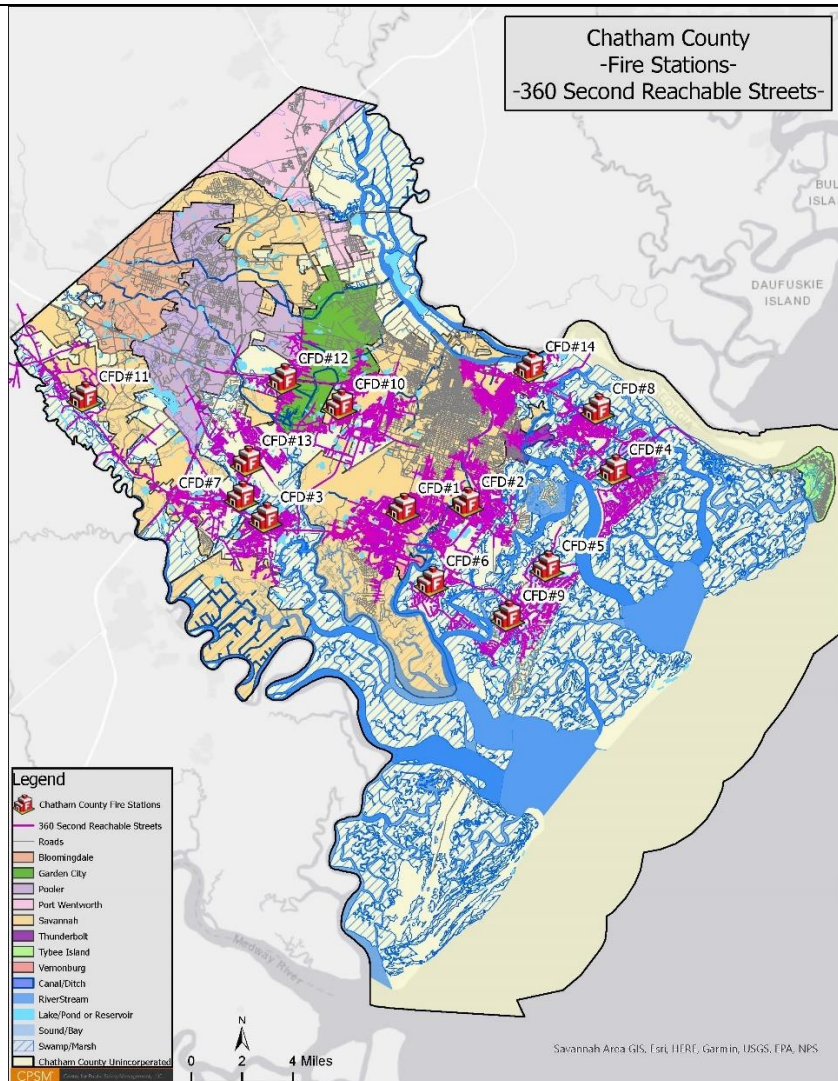 Chatham County
-Fire Stations-
-360 Second Reachable Streets-
BUL
ISLA
DAUFUSKIE
ISLAND
CFD#14
CFD#12
CFD#11
CFD#10
CFD#8
CFD#13
CFD#4
CFD#7
CFD#3
CFD#1
CFD#2
CFD#5
CFD#6
CFD#9
Legend
Chatham County Fire Stations
360 Second Reachable Streets
Roads
Bloomingdale
Garden City
Pooler
Port Wentworth
Savannah
Thunderbolt
Tybee Island
Vernonburg
Canal/Ditch
RiverStream
Lake/Pond or Reservoir
Sound/Bay
Swamp/Marsh
Chatham County Unincorporated
CPSM
Medway River
N
0 2 4 Miles
Savannah Area GIS, Esri, HERE, Garmin, USGS, EPA, NPS